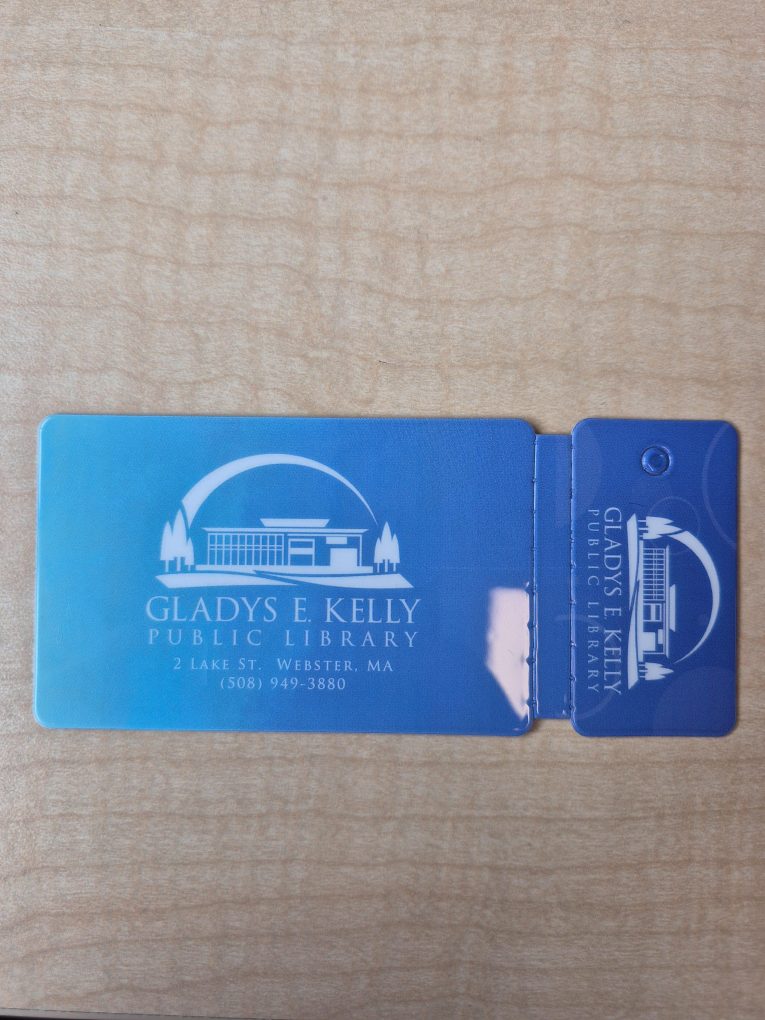 GLADYS E. KELLY
PUBLIC LIBRARY
2 LAKE ST. WEBSTER, MA
(508) 949-3880
GLADYS E. KELLY
PUBLIC LIBRARY